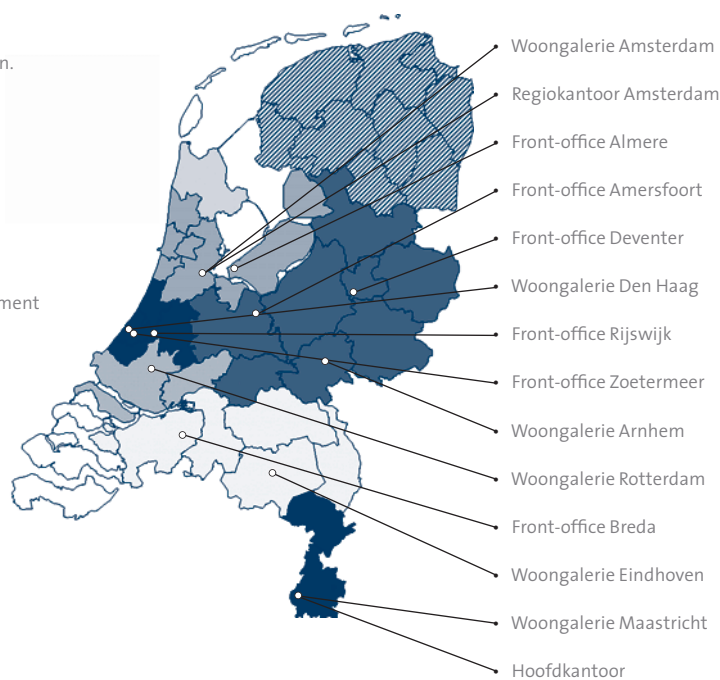 en.
ment
Woongalerie Amsterdam
Regiokantoor Amsterdam
Front-office Almere
Front-office Amersfoort
Front-office Deventer
Woongalerie Den Haag
Front-office Rijswijk
Front-office Zoetermeer
Woongalerie Arnhem
Woongalerie Rotterdam
Front-office Breda
Woongalerie Eindhoven
Woongalerie Maastricht
Hoofdkantoor